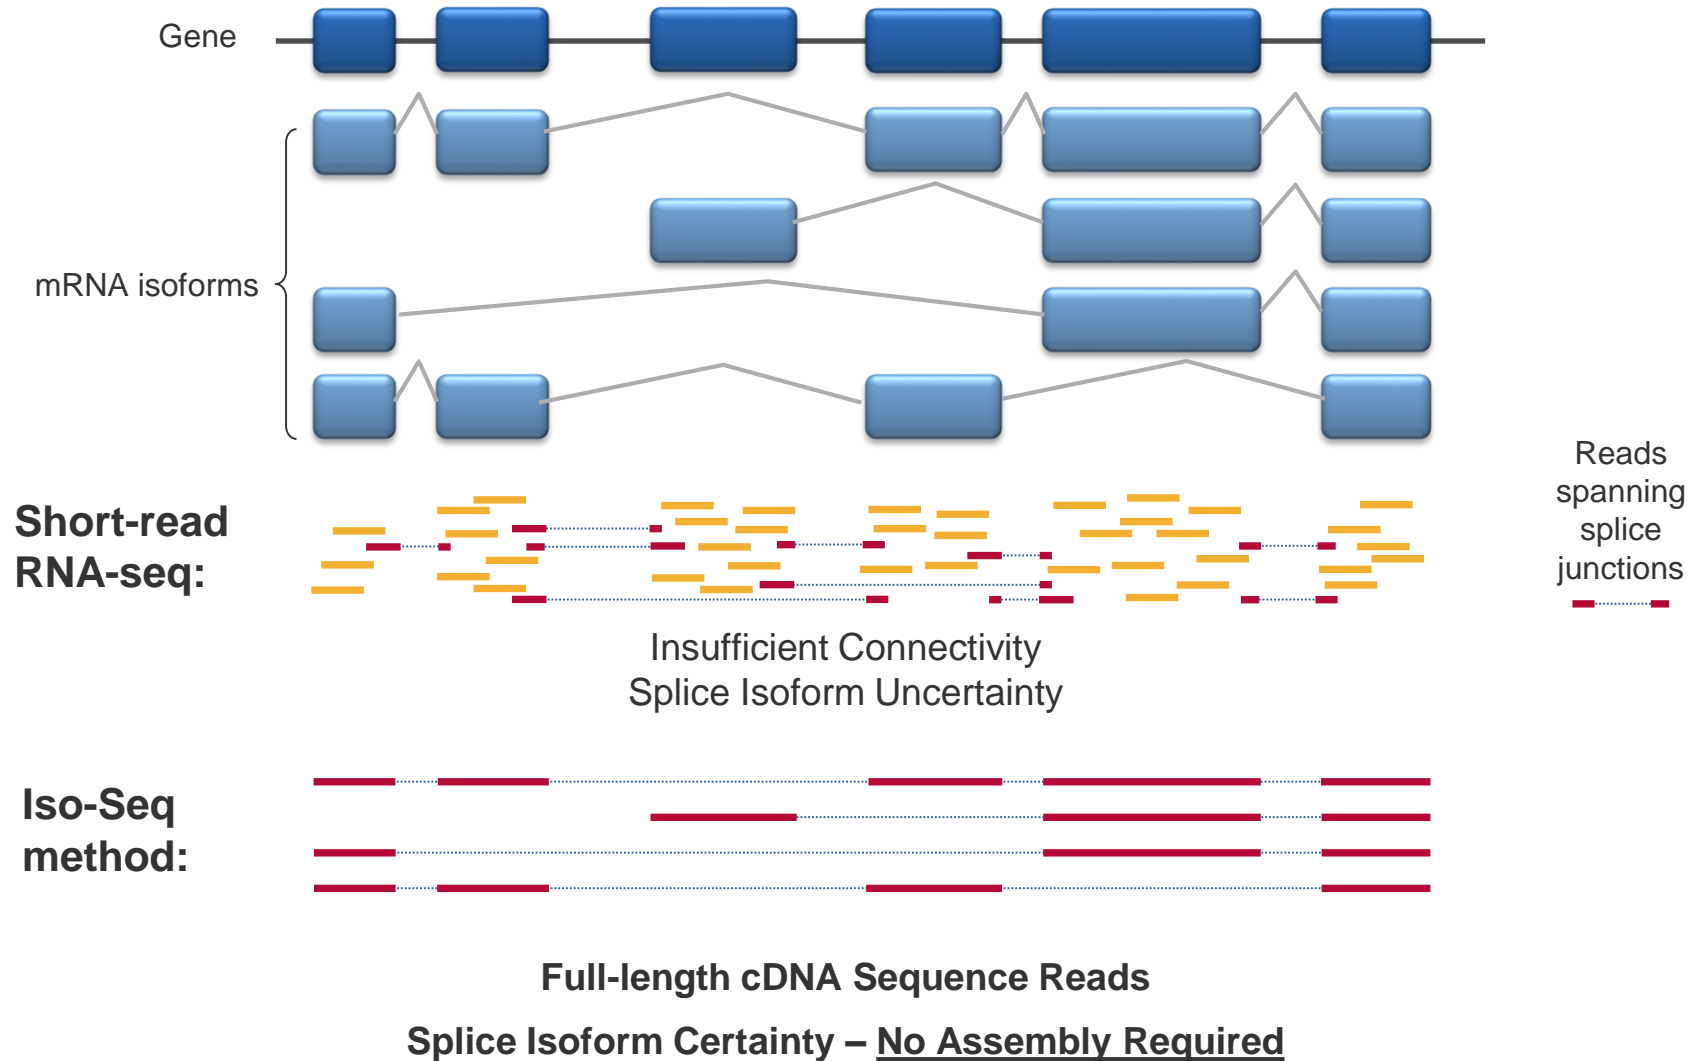 Gene
mRNA isoforms
Short-read
RNA-seq:
Reads
spanning
splice
junctions
Insufficient Connectivity
Splice Isoform Uncertainty
Iso-Seq
method:
Full-length cDNA Sequence Reads
Splice Isoform Certainty – No Assembly Required